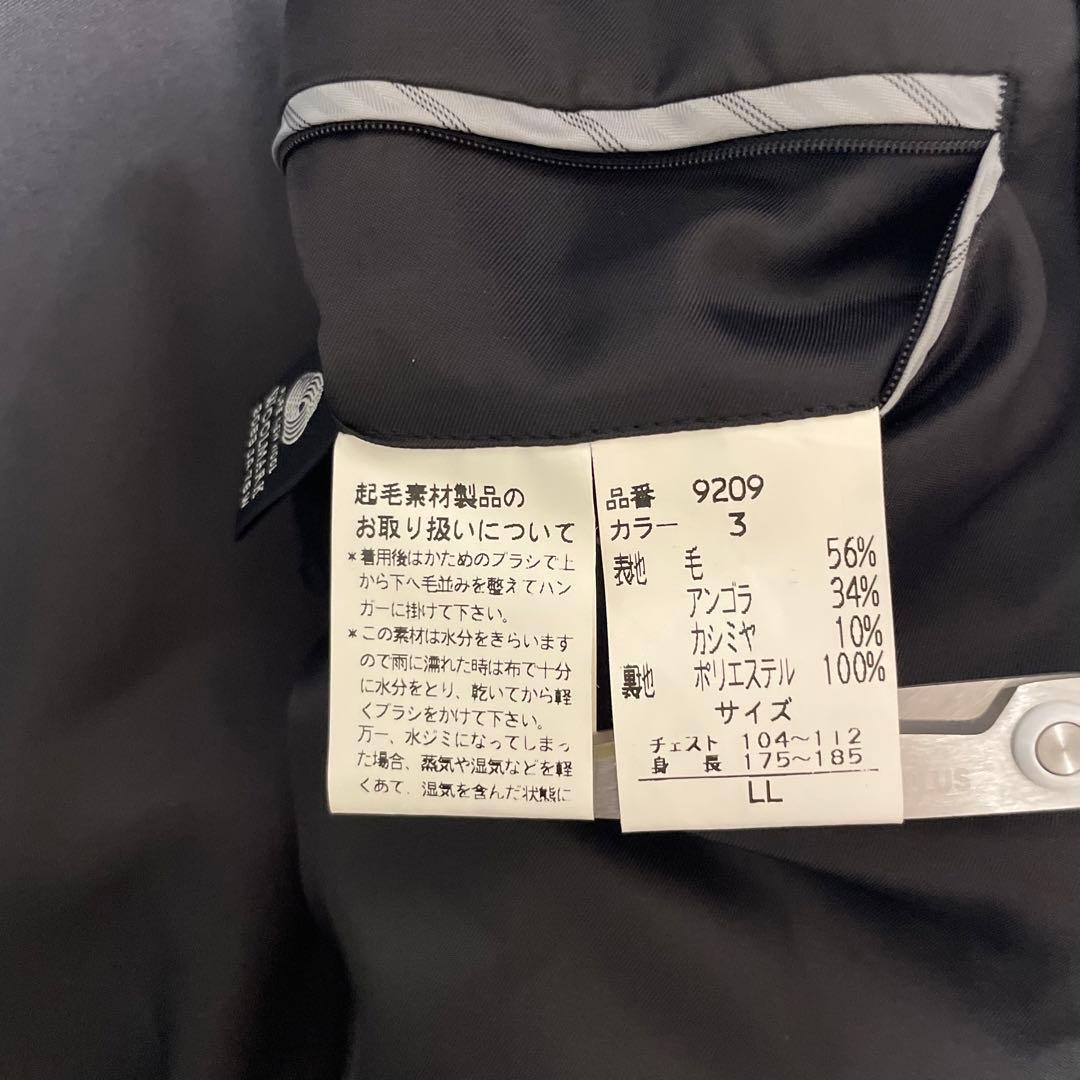 起毛素材製品の
お取り扱いについて
*着用後はかためのブラシで上
から下へ毛並みを整えてハン
ガーに掛けて下さい。
*この素材は水分をきらいます
ので雨に濡れた時は布で十分
に水分をとり、乾いてから軽
くブラシをかけて下さい。
万一、水ジミになってしまっ
た場合、蒸気や湿気などを軽
くあて、湿気を含んだ状態に
品番 9209
カラー 3
表地 毛 56%
アンゴラ 34%
カシミヤ 10%
裏地 ポリエステル 100%
サイズ
チェスト 104～112
身長 175～185
LL